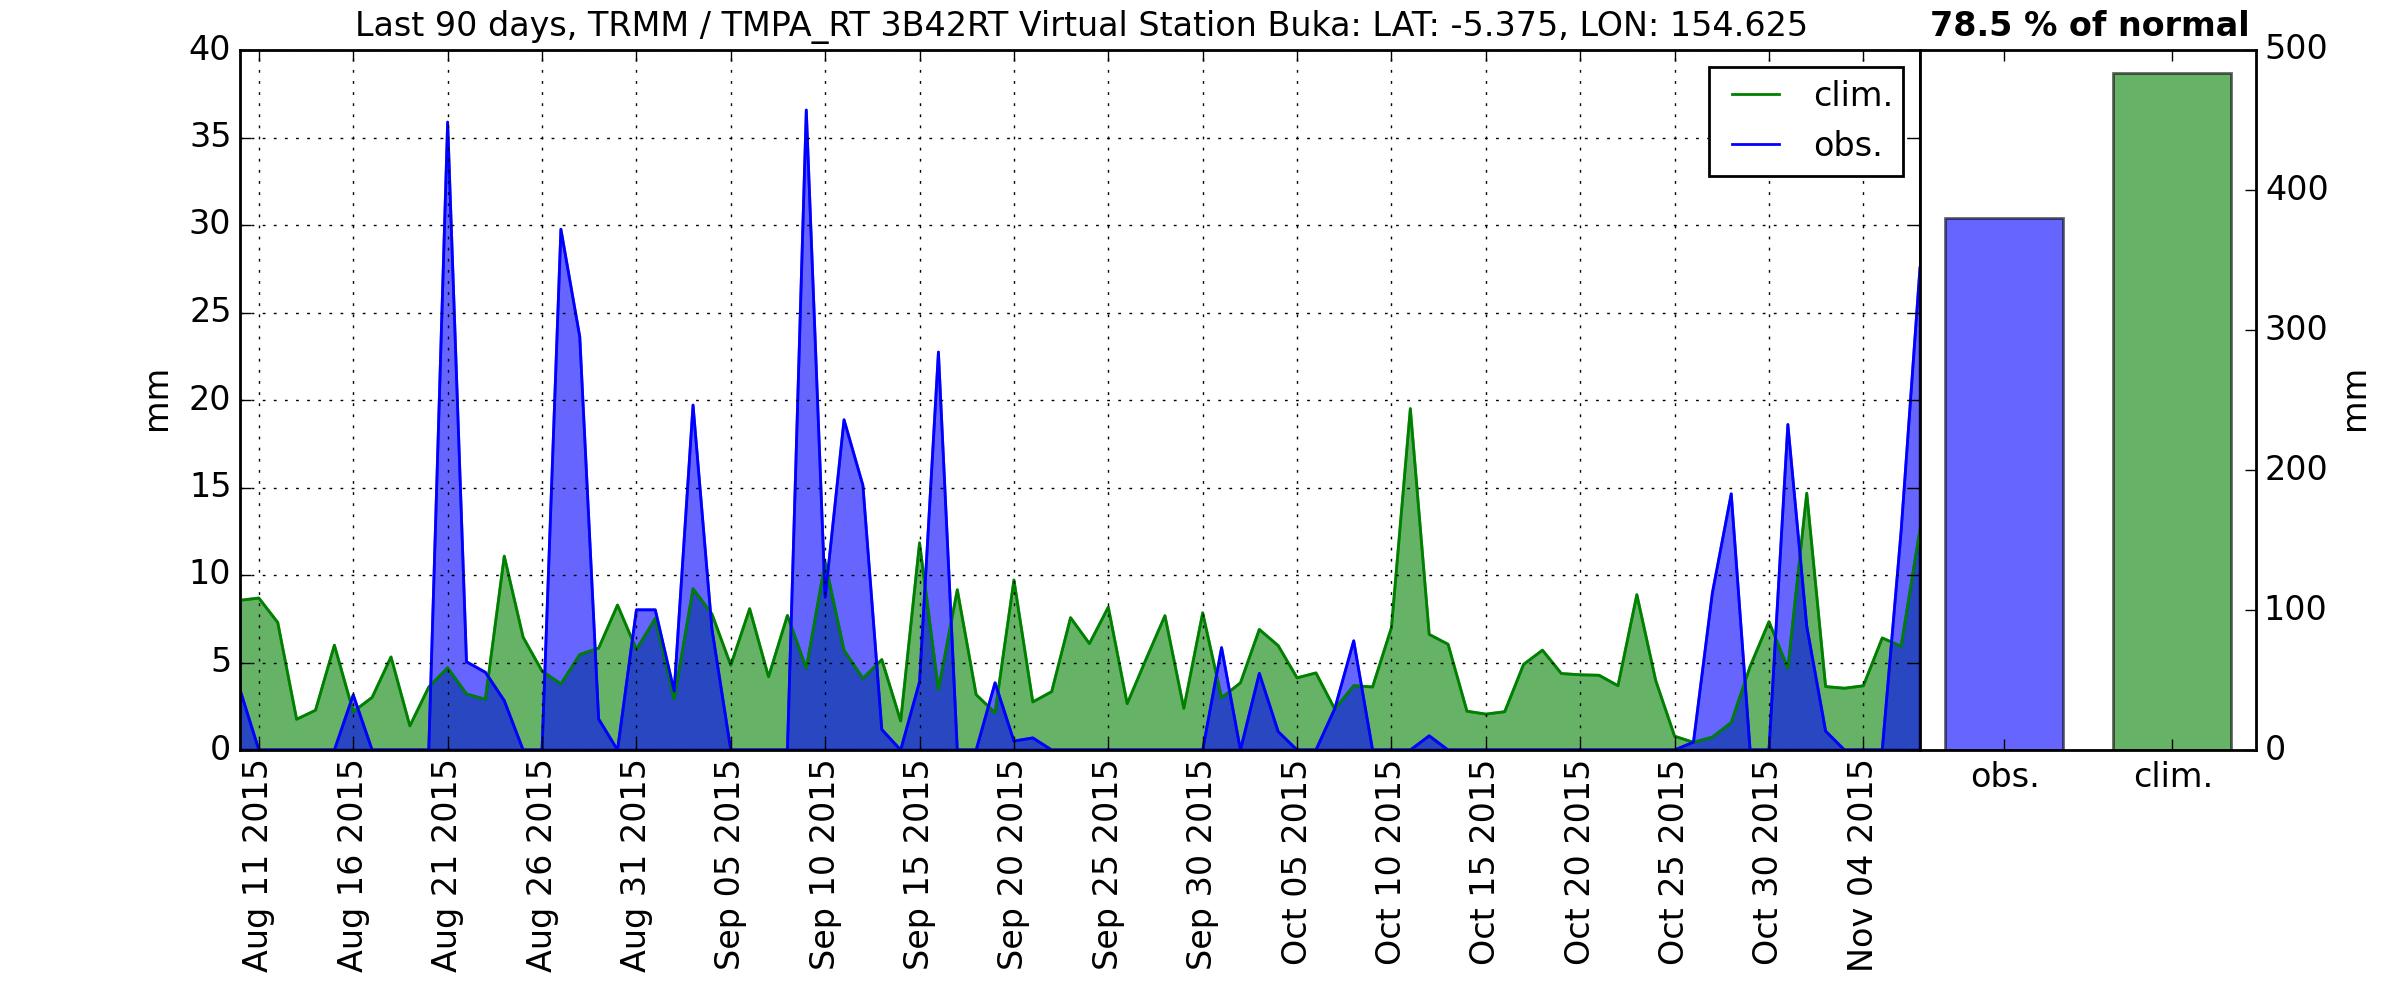 Last 90 days, TRMM / TMPA_RT 3B42RT Virtual Station Buka: LAT: -5.375, LON: 154.625
78.5 % of normal
40
35
30
25
20
15
10
5
0
mm
clim.
obs.
500
400
300
200
100
0
mm
Aug 11 2015
Aug 16 2015
Aug 21 2015
Aug 26 2015
Aug 31 2015
Sep 05 2015
Sep 10 2015
Sep 15 2015
Sep 20 2015
Sep 25 2015
Sep 30 2015
Oct 05 2015
Oct 10 2015
Oct 15 2015
Oct 20 2015
Oct 25 2015
Oct 30 2015
Nov 04 2015
obs.
clim.